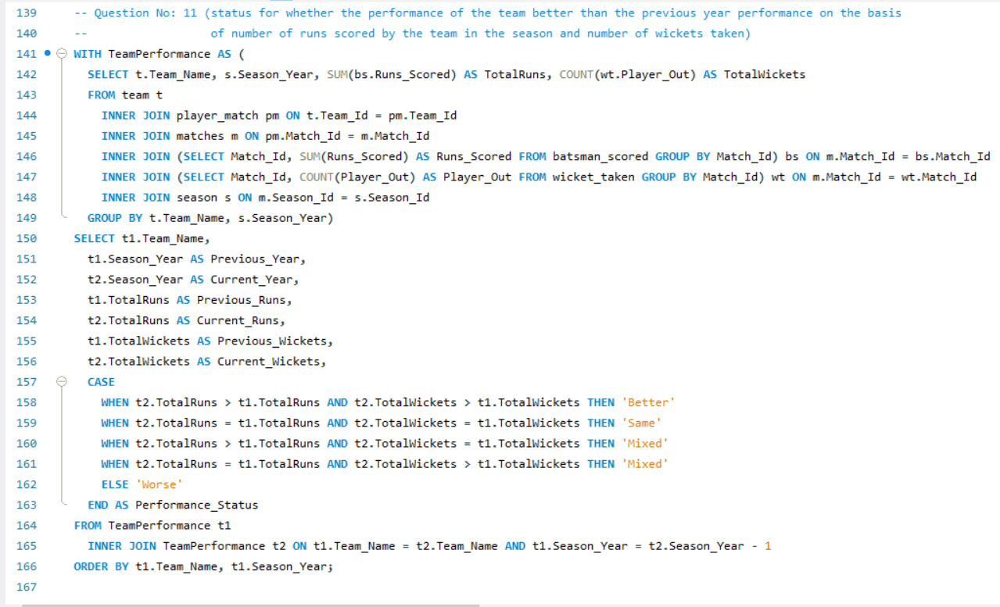 139 -- Question No: 11 (status for whether the performance of the team better than the previous year performance on the basis
140 -- of number of runs scored by the team in the season and number of wickets taken)
141 WITH TeamPerformance AS (
142 SELECT t.Team_Name, s.Season_Year, SUM(bs.Runs_Scored) AS TotalRuns, COUNT(wt.Player_Out) AS TotalWickets
143 FROM team t
144 INNER JOIN player_match pm ON t.Team_Id = pm.Team_Id
145 INNER JOIN matches m ON pm.Match_Id = m.Match_Id
146 INNER JOIN (SELECT Match_Id, SUM(Runs_Scored) AS Runs_Scored FROM batsman_scored GROUP BY Match_Id) bs ON m.Match_Id = bs.Match_Id
147 INNER JOIN (SELECT Match_Id, COUNT(Player_Out) AS Player_Out FROM wicket_taken GROUP BY Match_Id) wt ON m.Match_Id = wt.Match_Id
148 INNER JOIN season s ON m.Season_Id = s.Season_Id
149 GROUP BY t.Team_Name, s.Season_Year)
150 SELECT t1.Team_Name,
151 t1.Season_Year AS Previous_Year,
152 t2.Season_Year AS Current_Year,
153 t1.TotalRuns AS Previous_Runs,
154 t2.TotalRuns AS Current_Runs,
155 t1.TotalWickets AS Previous_Wickets,
156 t2.TotalWickets AS Current_Wickets,
157 CASE
158 WHEN t2.TotalRuns > t1.TotalRuns AND t2.TotalWickets > t1.TotalWickets THEN 'Better'
159 WHEN t2.TotalRuns = t1.TotalRuns AND t2.TotalWickets = t1.TotalWickets THEN 'Same'
160 WHEN t2.TotalRuns > t1.TotalRuns AND t2.TotalWickets = t1.TotalWickets THEN 'Mixed'
161 WHEN t2.TotalRuns = t1.TotalRuns AND t2.TotalWickets > t1.TotalWickets THEN 'Mixed'
162 ELSE 'Worse'
163 END AS Performance_Status
164 FROM TeamPerformance t1
165 INNER JOIN TeamPerformance t2 ON t1.Team_Name = t2.Team_Name AND t1.Season_Year = t2.Season_Year - 1
166 ORDER BY t1.Team_Name, t1.Season_Year;
167